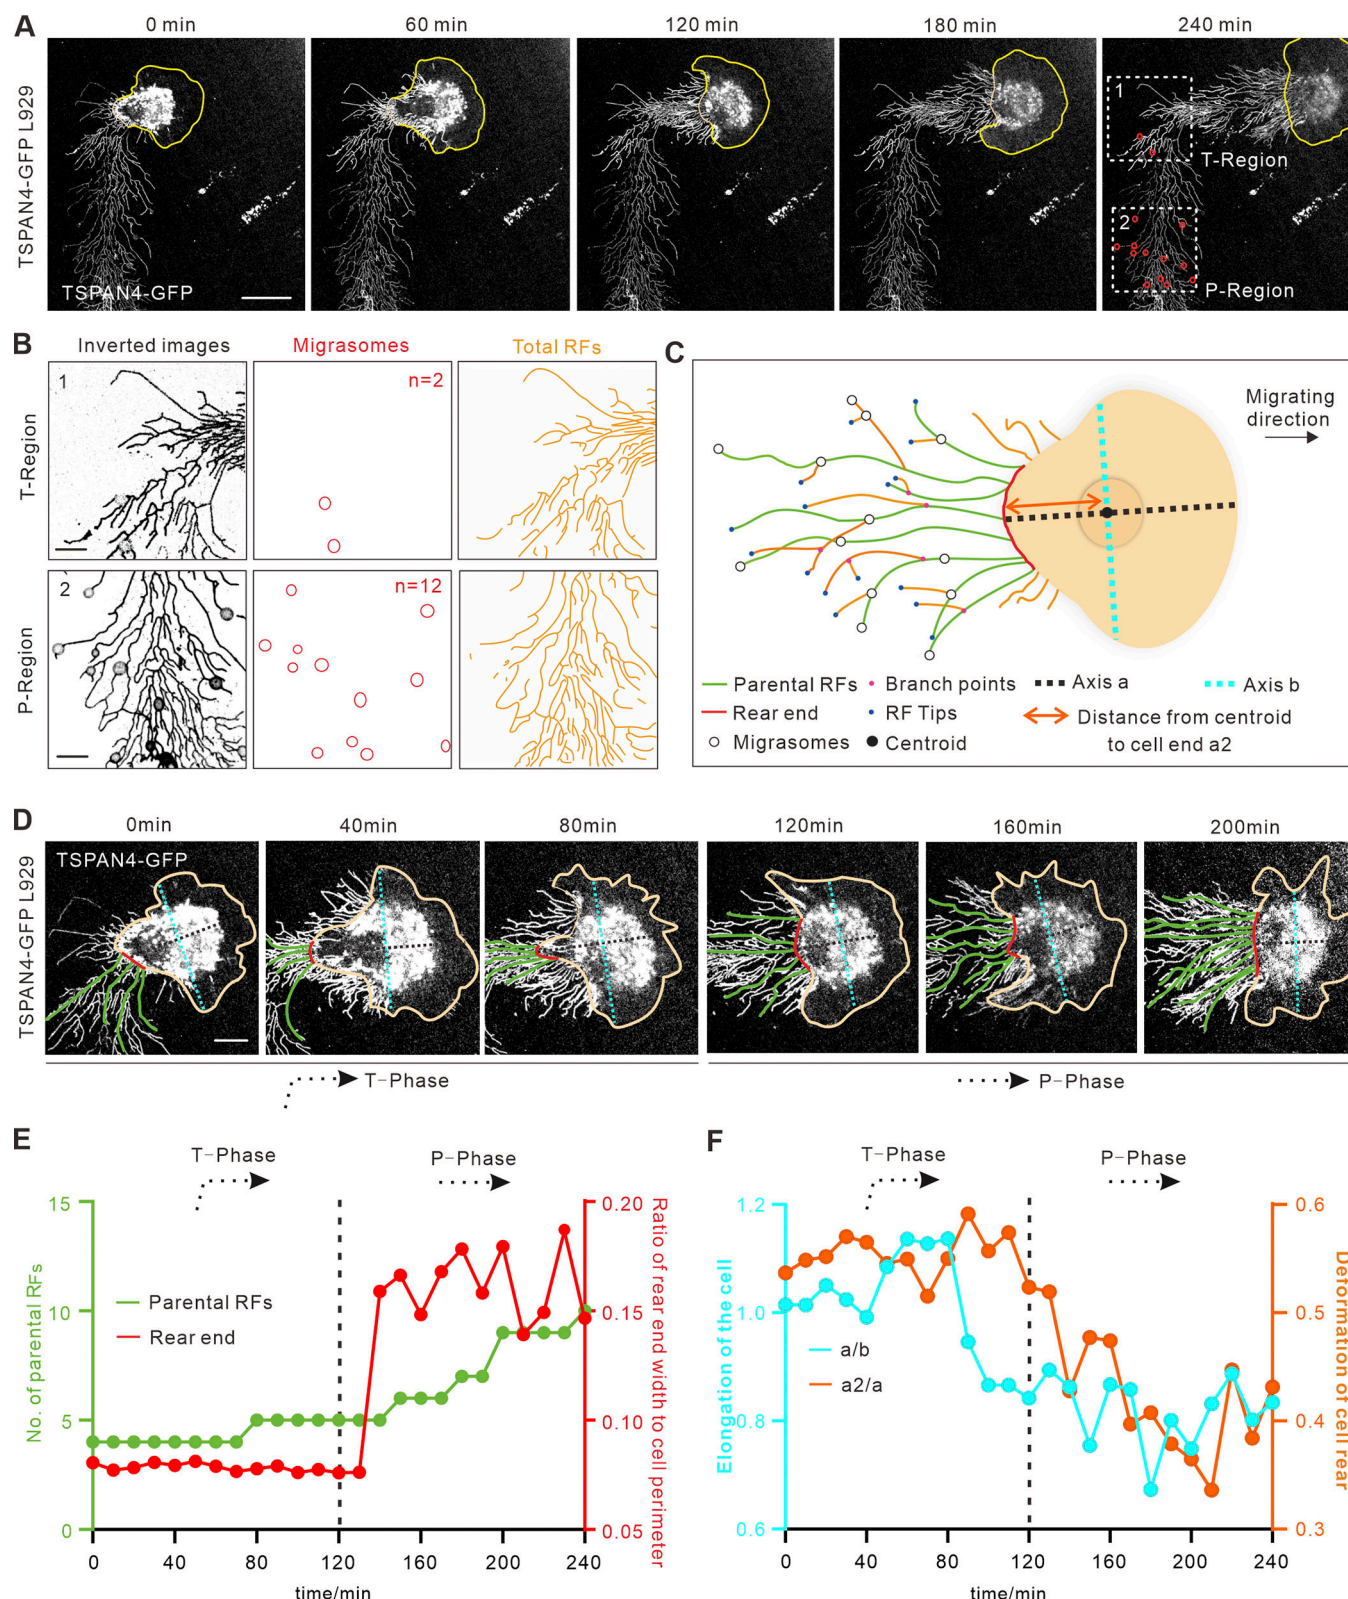 A
0 min
60 min
120 min
180 min
240 min
TSPAN4-GFP L929
TSPAN4-GFP
1
T-Region
2
P-Region
B
Inverted images
Migrasomes
Total RFs
T-Region
1
n=2
P-Region
2
n=12
C
Migrating
direction
Parental RFs
Branch points
Axis a
Axis b
Rear end
RF Tips
Distance from centroid
to cell end a2
Migrasomes
Centroid
D
0min
40min
80min
120min
160min
200min
TSPAN4-GFP L929
TSPAN4-GFP
T-Phase
P-Phase
E
T-Phase
P-Phase
No. of parental RFs
15
10
5
0
Parental RFs
Rear end
0.20
0.15
0.10
0.05
Ratio of rear end width to cell perimeter
0 40 80 120 160 200 240
time/min
F
T-Phase
P-Phase
Elongation of the cell
1.2
1.0
0.8
0.6
a/b
a2/a
0.6
0.5
0.4
0.3
Deformation of cell rear
0 40 80 120 160 200 240
time/min